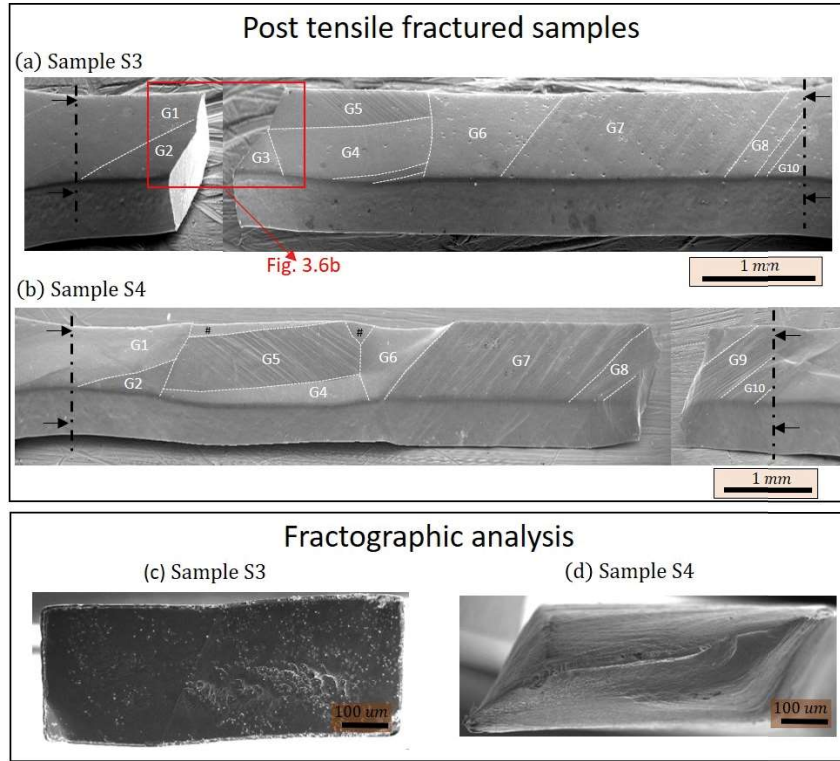 Post tensile fractured samples
(a) Sample S3
G1
G2
G3
G4
G5
G6
G7
G8
G10
Fig. 3.6b
1 mm
(b) Sample S4
G1
G2
#
G5
G4
#
G6
G7
G8
G9
G10
1 mm
Fractographic analysis
(c) Sample S3
(d) Sample S4
100 um
100 um